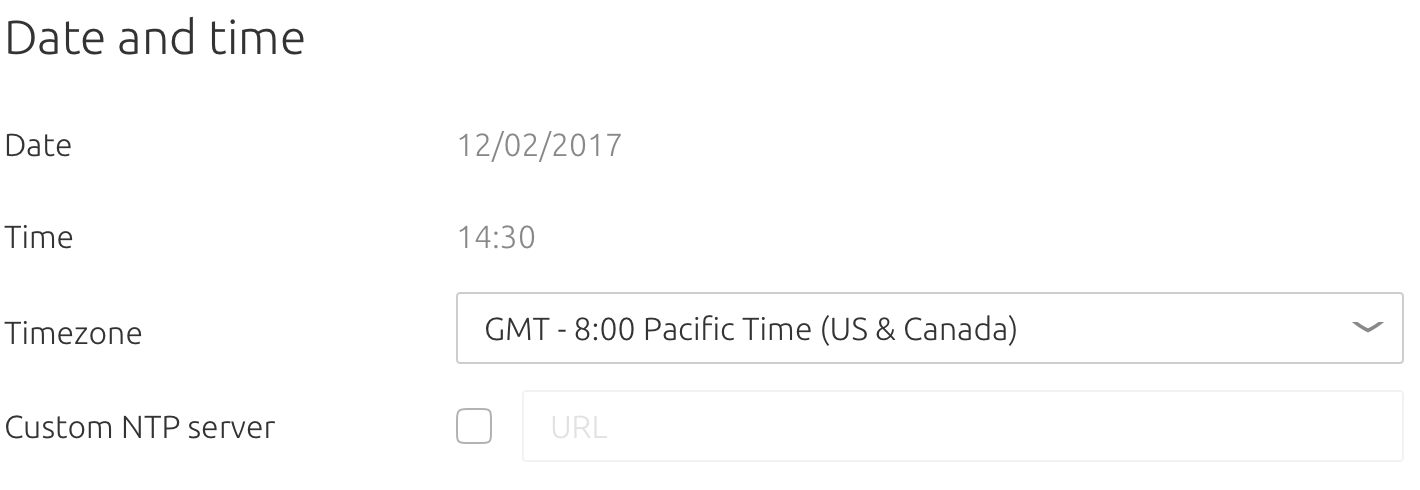 Date and time
Date 12/02/2017
Time 14:30
Timezone GMT - 8:00 Pacific Time (US & Canada)
Custom NTP server URL